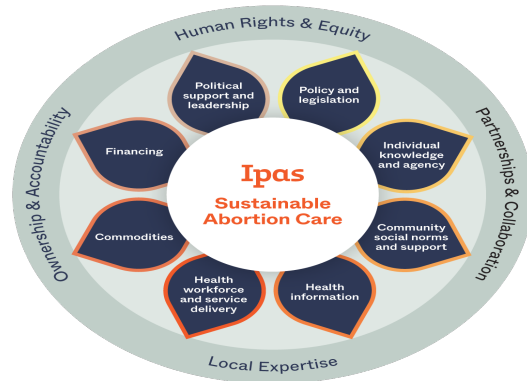 Human Rights & Equity
Political
support and
leadership
Policy and
legislation
Financing
Individual
knowledge
and agency
Ownership & Accountability
Partnerships & Collaboration
Ipas
Sustainable
Abortion Care
Commodities
Community
social norms
and support
Health
workforce
and service
delivery
Health
information
Local Expertise